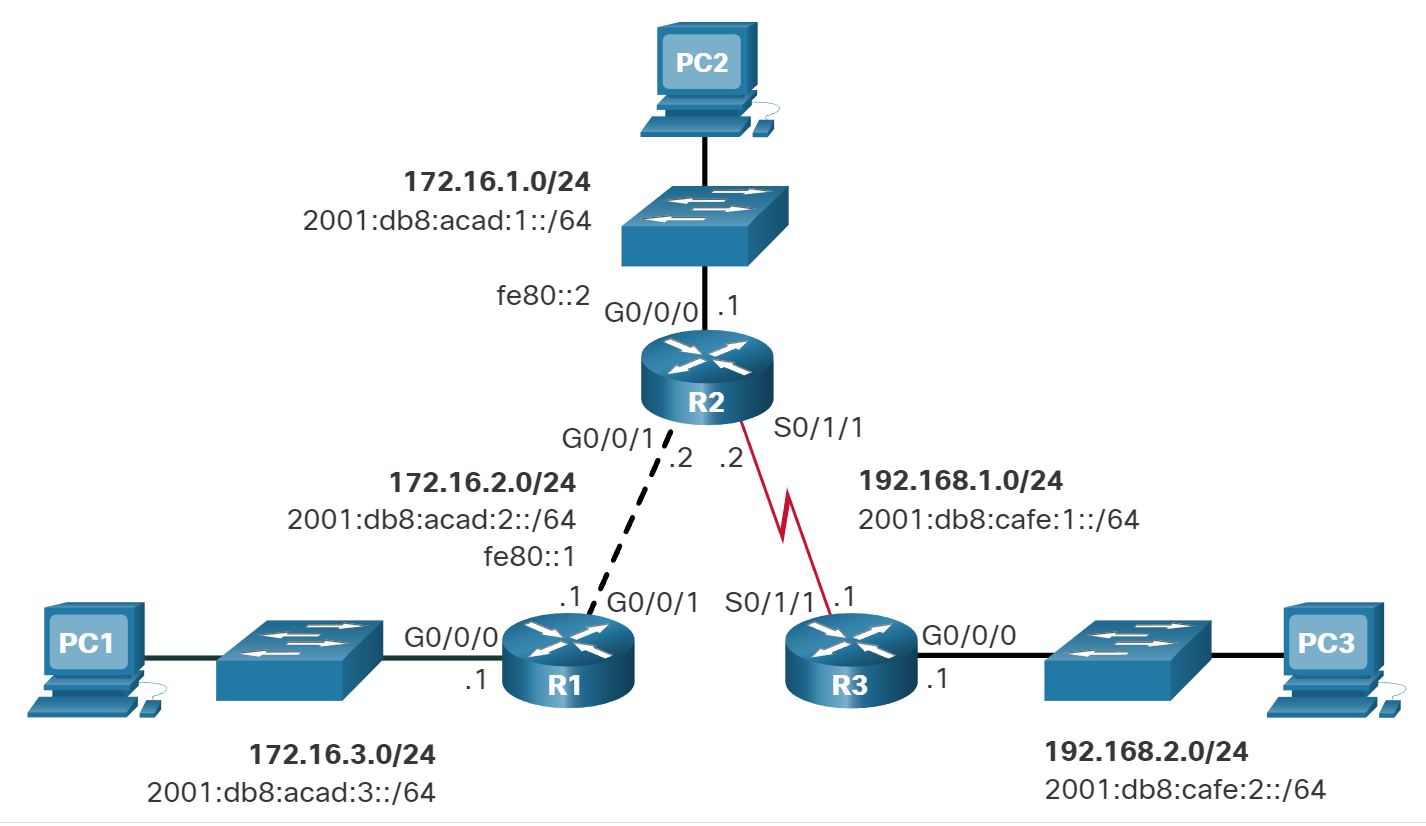 PC2
172.16.1.0/24
2001:db8:acad:1::/64
fe80::2
G0/0/0
.1
R2
G0/0/1
.2
.2
S0/1/1
172.16.2.0/24
2001:db8:acad:2::/64
fe80::1
192.168.1.0/24
2001:db8:cafe:1::/64
.1
G0/0/1
S0/1/1
.1
PC1
G0/0/0
.1
R1
R3
G0/0/0
.1
PC3
172.16.3.0/24
2001:db8:acad:3::/64
192.168.2.0/24
2001:db8:cafe:2::/64